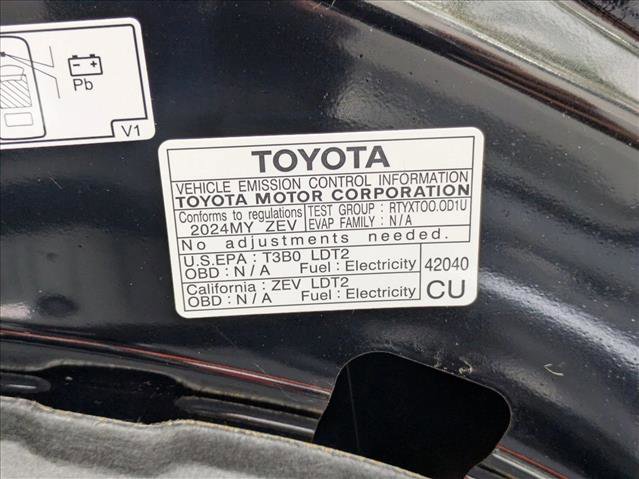 Pb
V1
TOYOTA
VEHICLE EMISSION CONTROL INFORMATION
TOYOTA MOTOR CORPORATION
Conforms to regulations TEST GROUP : RTYXT00.0D1U
2024MY ZEV EVAP FAMILY : N/A
No adjustments needed.
U.S.EPA : T3B0 LDT2
OBD : N/A Fuel : Electricity 42040
California : ZEV LDT2
OBD : N/A Fuel : Electricity CU